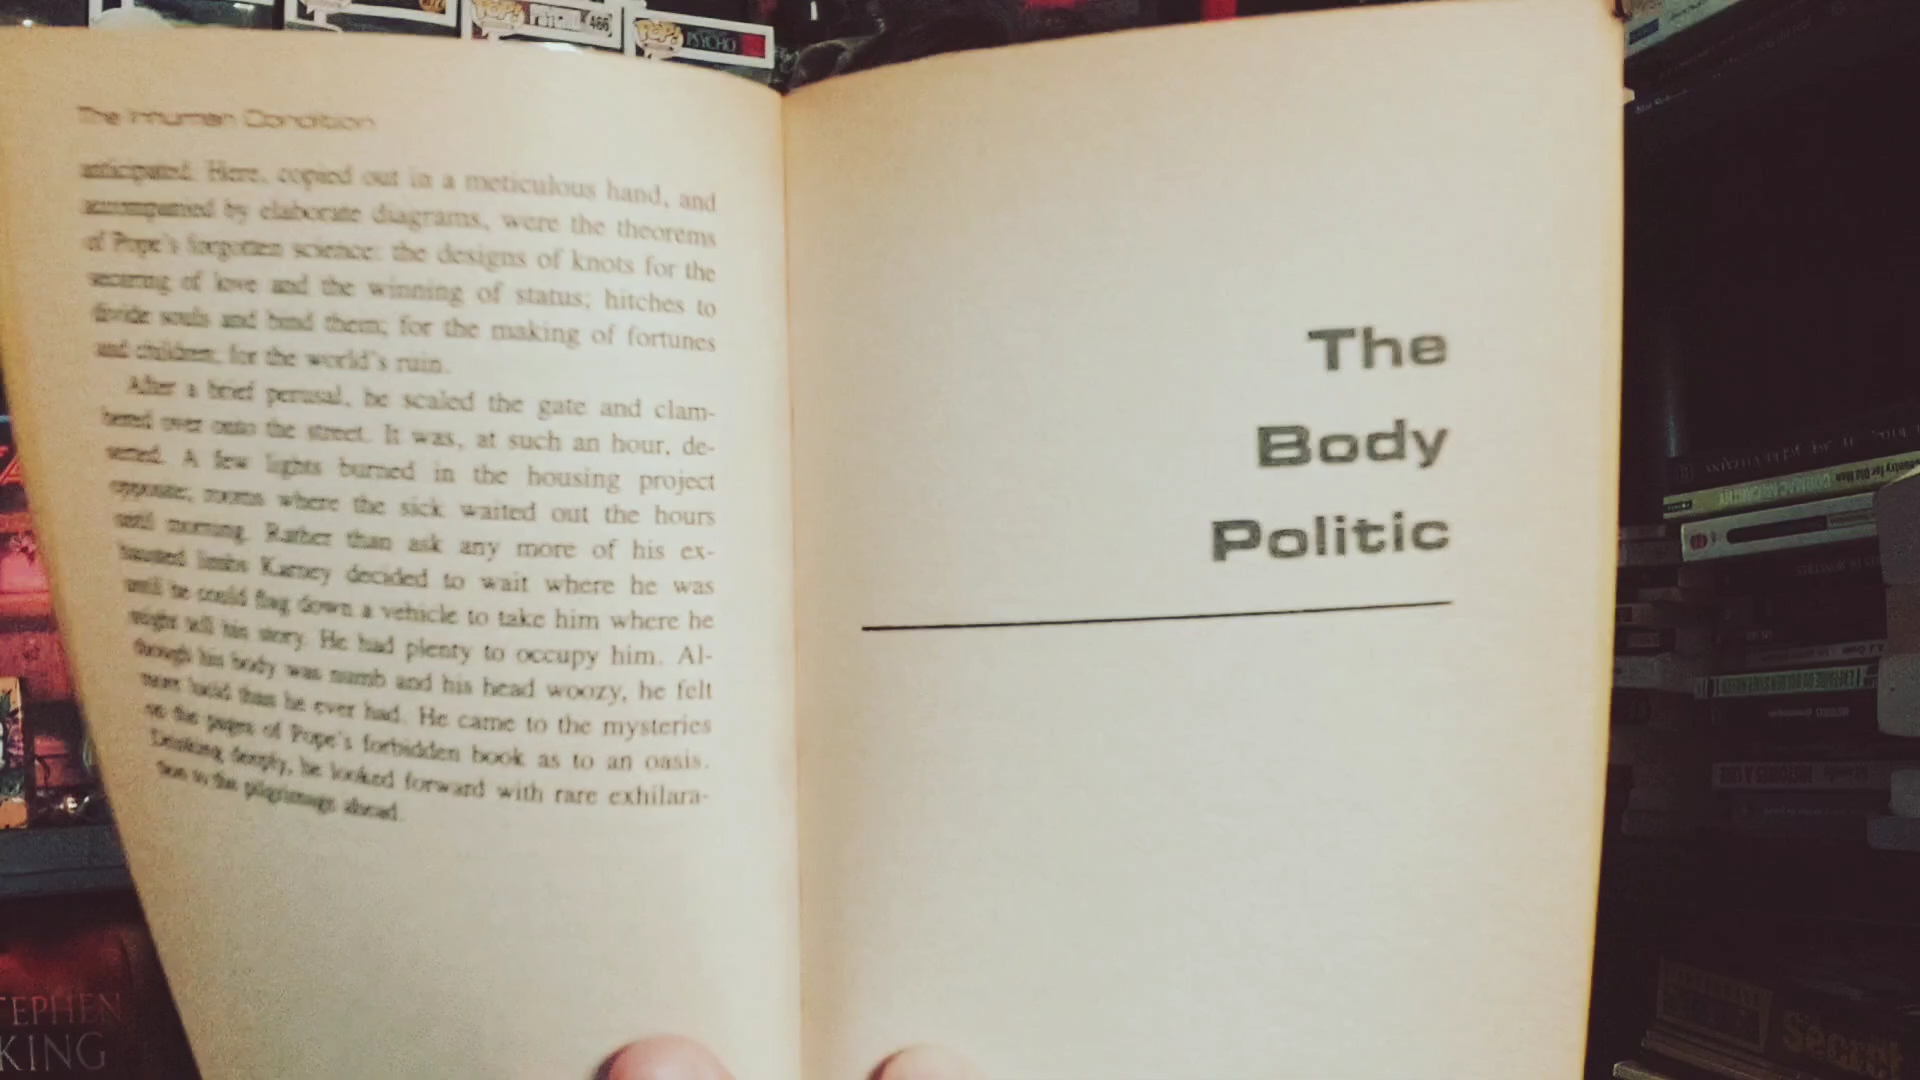 The Inhuman Condition
anticipated. Here, copied out in a meticulous hand, and
accompanied by elaborate diagrams, were the theorems
of Pope's forgotten science: the designs of knots for the
securing of love and the winning of status; hitches to
divide souls and bind them; for the making of fortunes
and children; for the world's ruin.
After a brief perusal, he scaled the gate and clam-
bered over onto the street. It was, at such an hour, de-
serted. A few lights burned in the housing project
opposite; rooms where the sick waited out the hours
until morning. Rather than ask any more of his ex-
hausted limbs Karney decided to wait where he was
until he could flag down a vehicle to take him where he
might tell his story. He had plenty to occupy him. Al-
though his body was numb and his head woozy, he felt
more lucid than he ever had. He came to the mysteries
on the pages of Pope's forbidden book as to an oasis.
Drinking deeply, he looked forward with rare exhilara-
tion to the pilgrimage ahead.
The
Body
Politic
POP!
466
POP!
PSYCHO
STEPHEN
KING
CORMAC McCARTHY
Secret